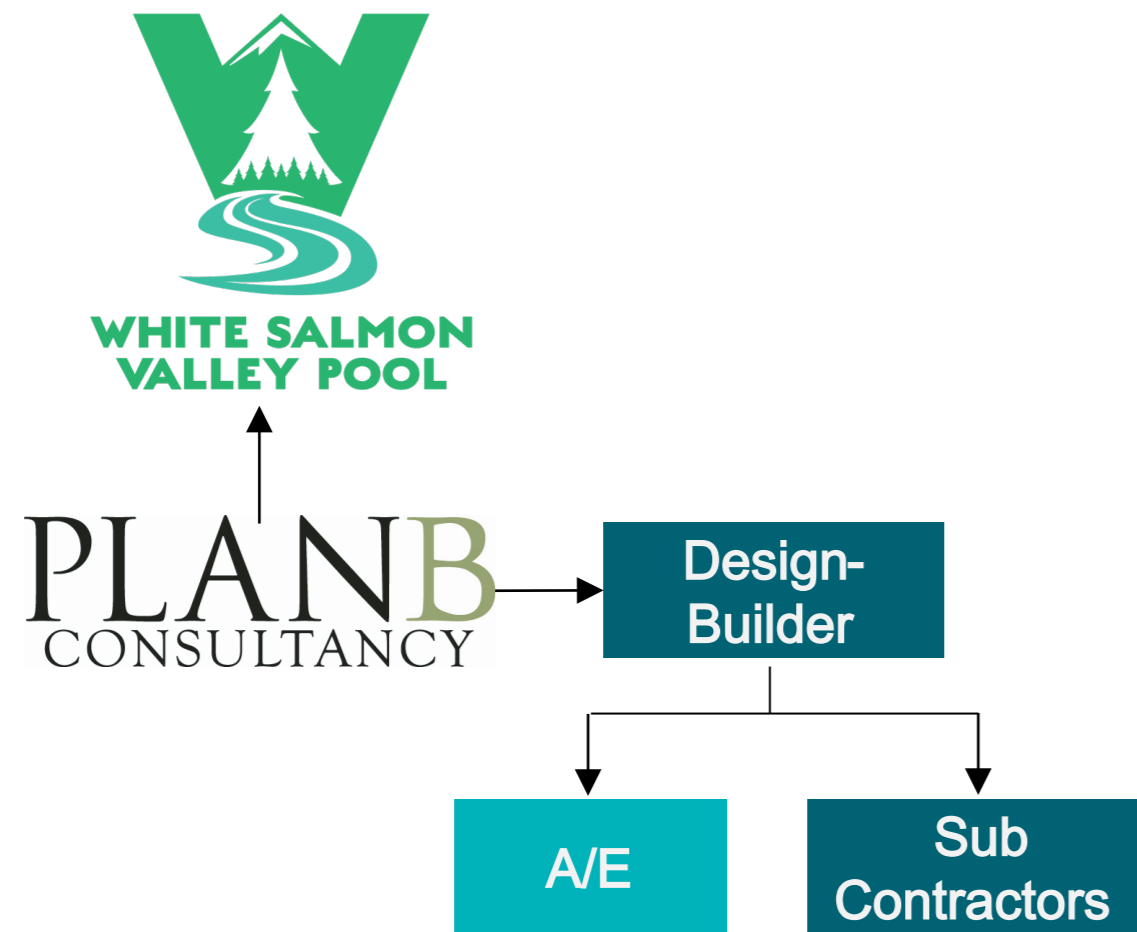 WHITE SALMON
VALLEY POOL
PLANB
CONSULTANCY
Design-
Builder
A/E
Sub
Contractors